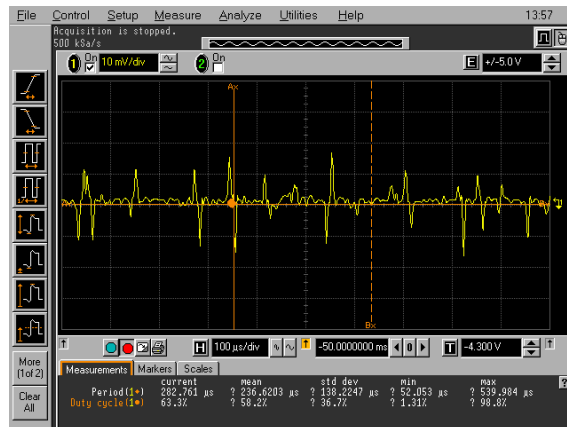 File Control Setup Measure Analyze Utilities Help 13:57
Acquisition is stopped.
500 kSa/s
1 On 10 mV/div 2 On E +/-5.0 V
Ax
Bx
H 100 µs/div -50.0000000 ms 0 T -4.300 V
More
(1of 2)
Clear
All
Measurements Markers Scales
current mean std dev min max
Period(1) 282.761 µs ? 236.6203 µs ? 138.2247 µs ? 52.053 µs ? 539.984 µs
Duty cycle(1) 63.3% ? 58.2% ? 36.7% ? 1.31% ? 98.8%